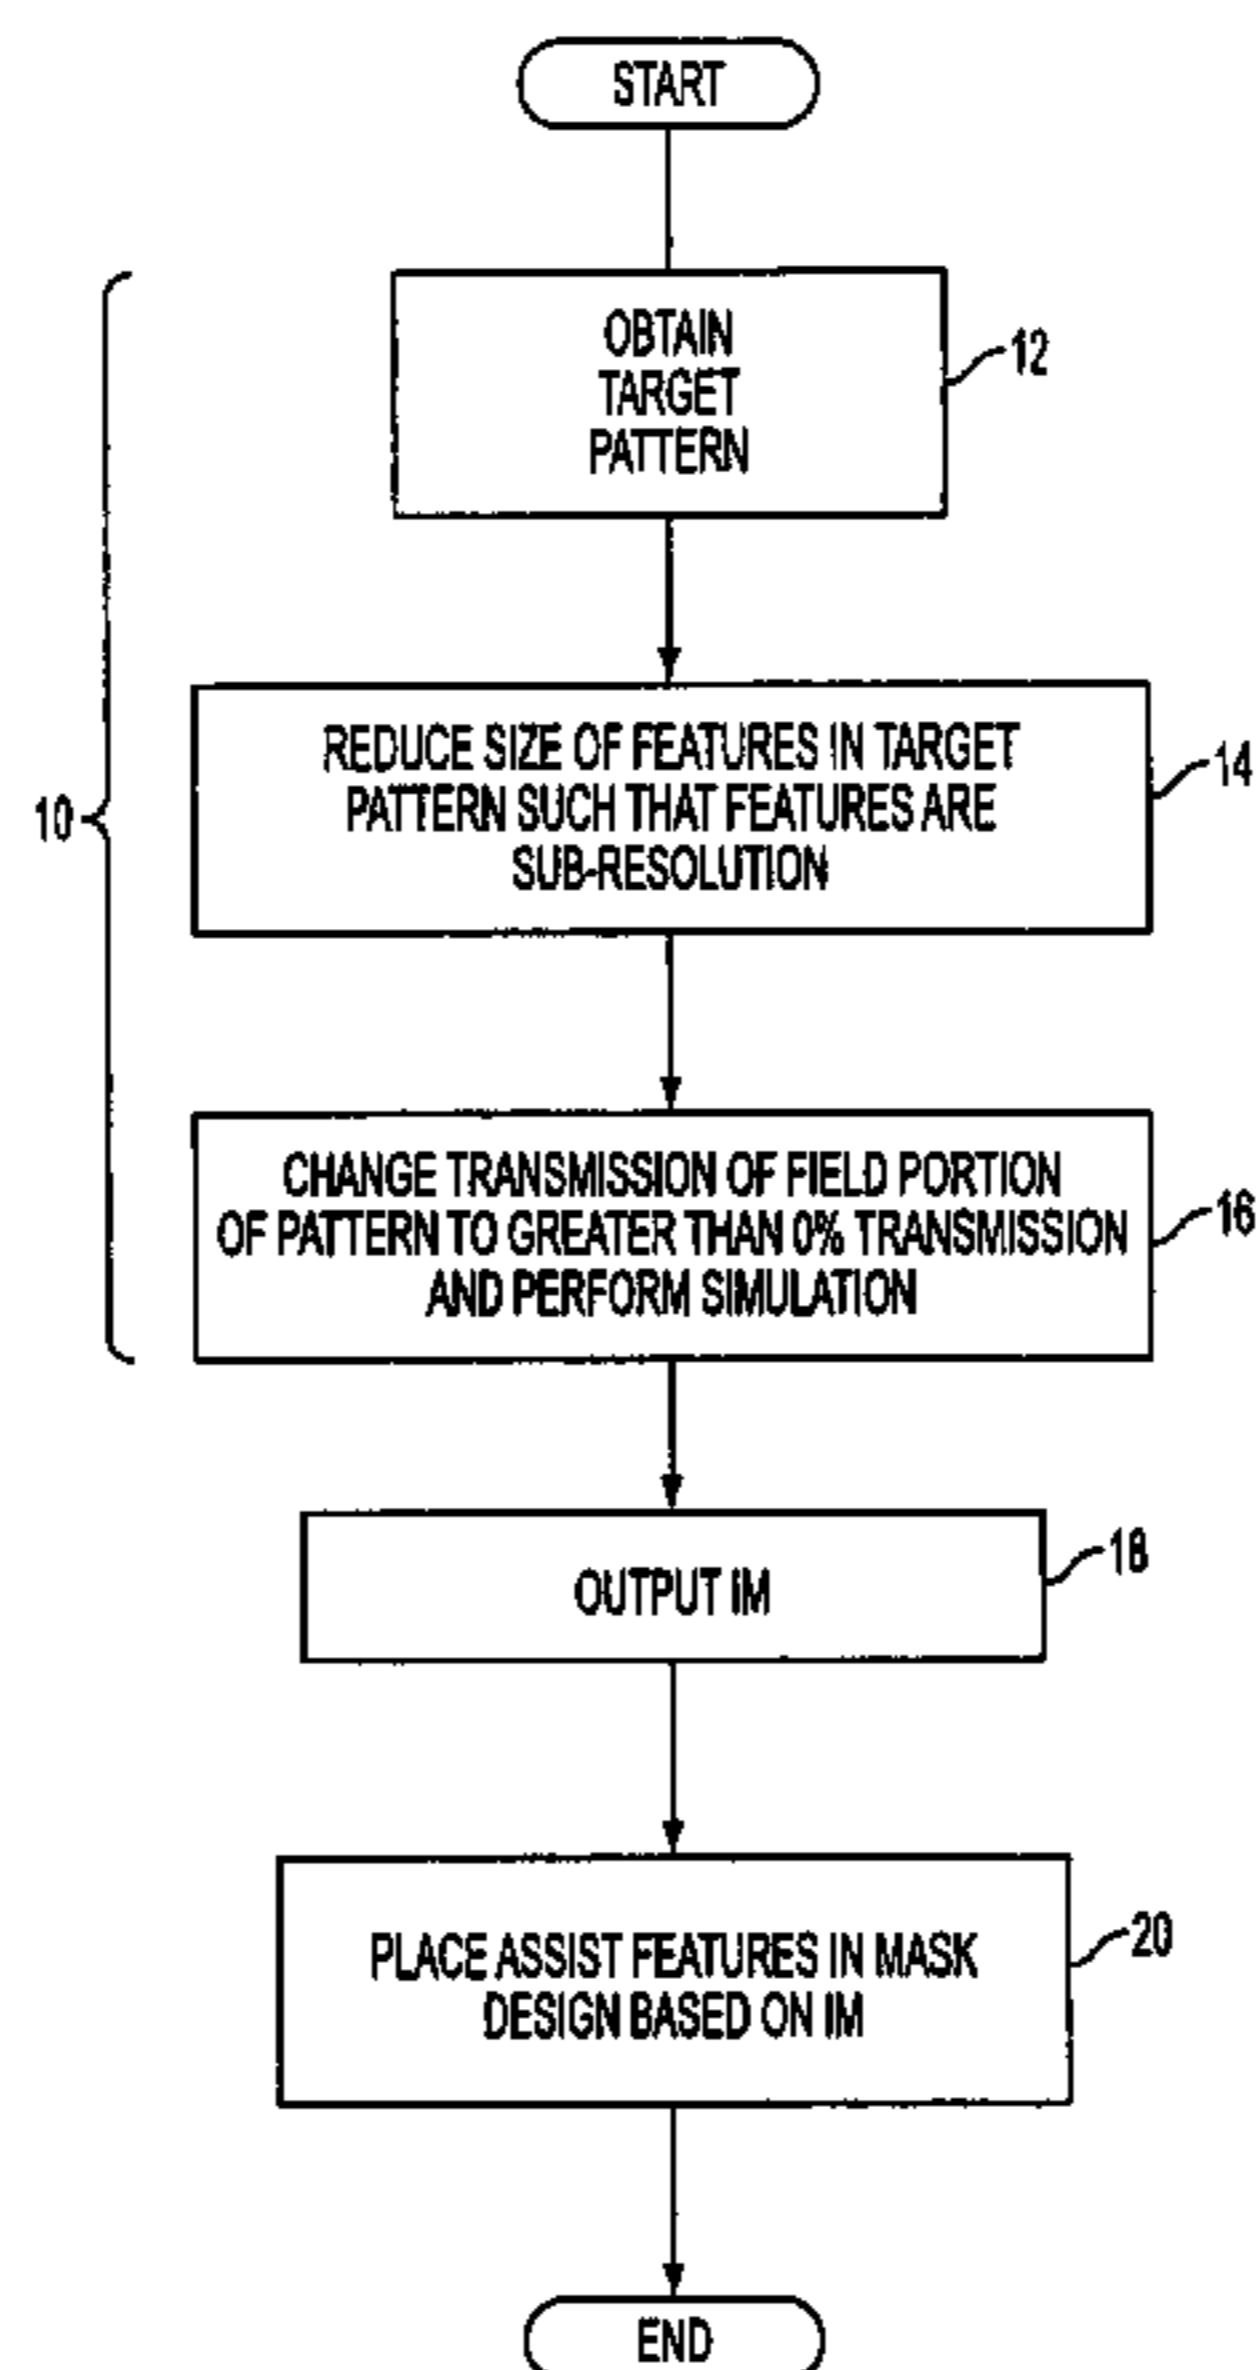 START
OBTAIN
TARGET
PATTERN
12
REDUCE SIZE OF FEATURES IN TARGET
PATTERN SUCH THAT FEATURES ARE
SUB-RESOLUTION
14
10
CHANGE TRANSMISSION OF FIELD PORTION
OF PATTERN TO GREATER THAN 0% TRANSMISSION
AND PERFORM SIMULATION
16
OUTPUT IM
18
PLACE ASSIST FEATURES IN MASK
DESIGN BASED ON IM
20
END